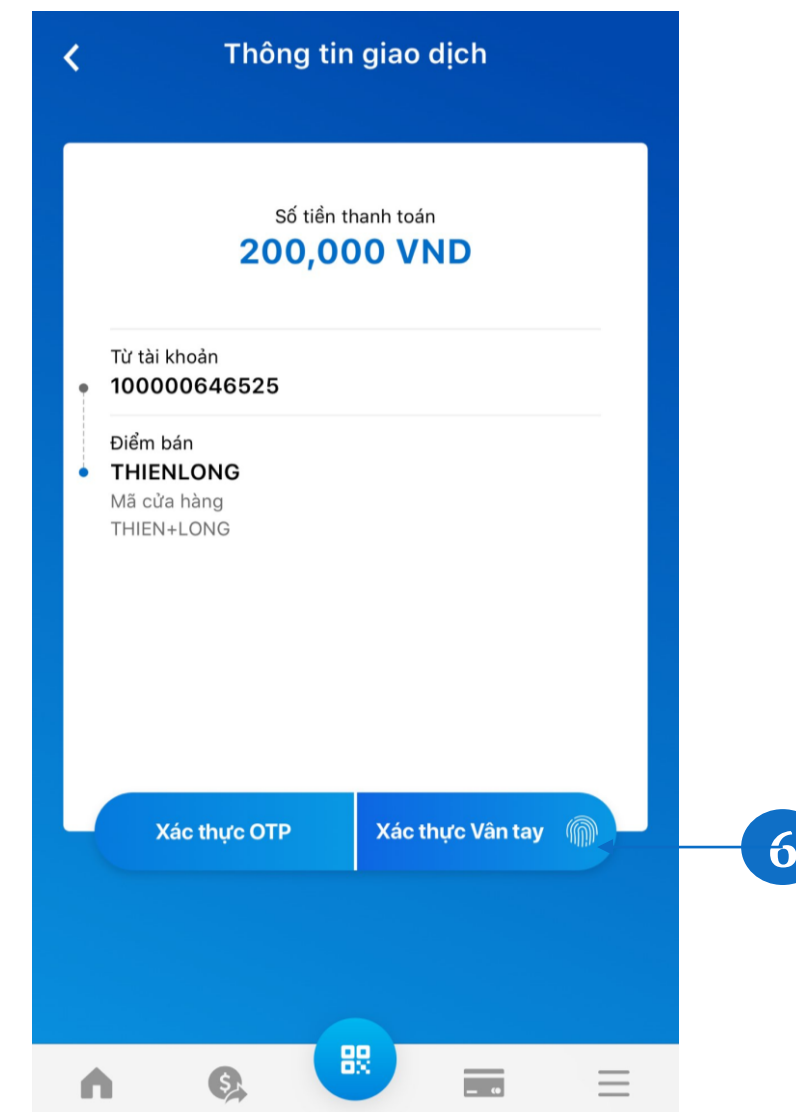 Thông tin giao dịch
Số tiền thanh toán
200,000 VND
Từ tài khoản
100000646525
Điểm bán
THIENLONG
Mã cửa hàng
THIEN+LONG
Xác thực OTP
Xác thực Vân tay
6